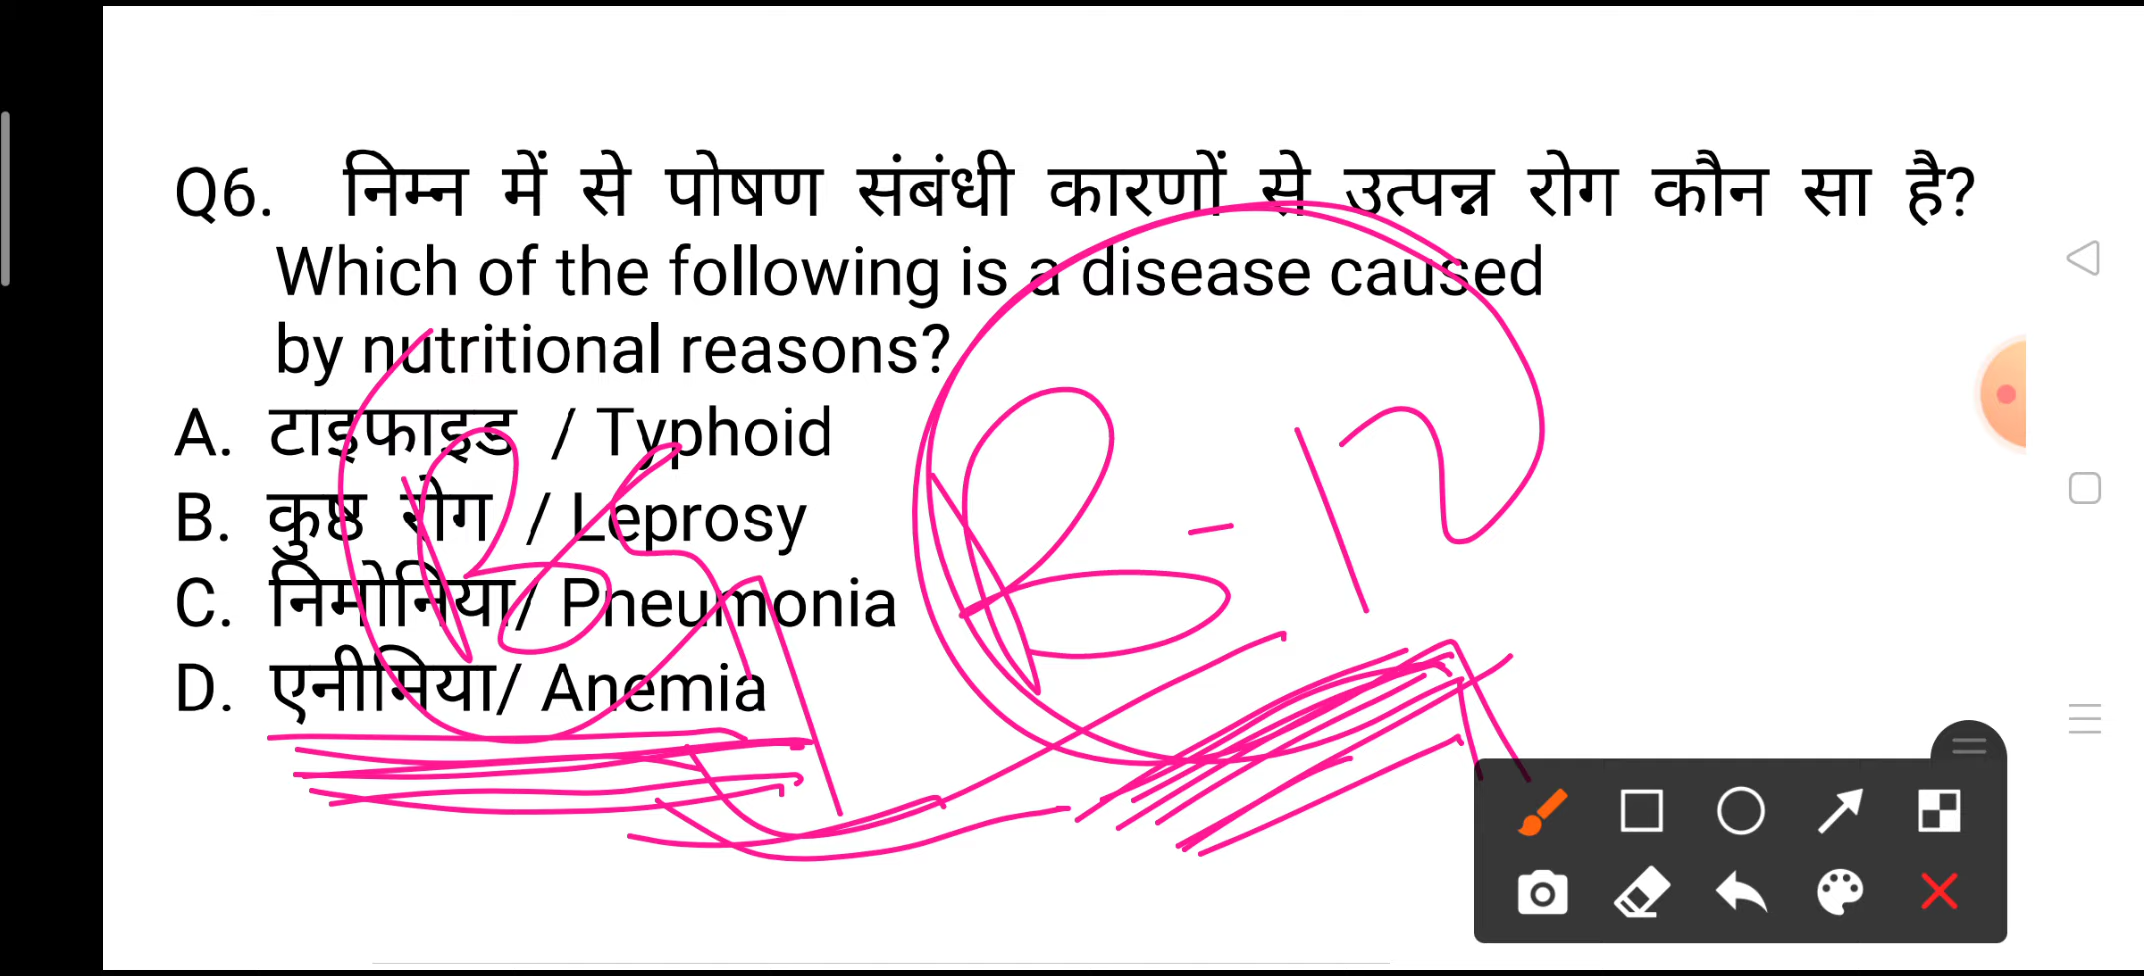 Q6. निम्न में से पोषण संबंधी कारणों से उत्पन्न रोग कौन सा है?
Which of the following is a disease caused
by nutritional reasons?
A. टाइफाइड / Typhoid
B. कुष्ठ रोग / Leprosy
C. निमोनिया/ Pneumonia
D. एनीमिया/ Anemia
B-12